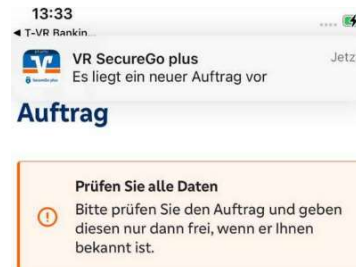 13:33
◀ T-VR Bankin...
VR SecureGo plus
Jetz
Es liegt ein neuer Auftrag vor
Auftrag
Prüfen Sie alle Daten
Bitte prüfen Sie den Auftrag und geben
diesen nur dann frei, wenn er Ihnen
bekannt ist.